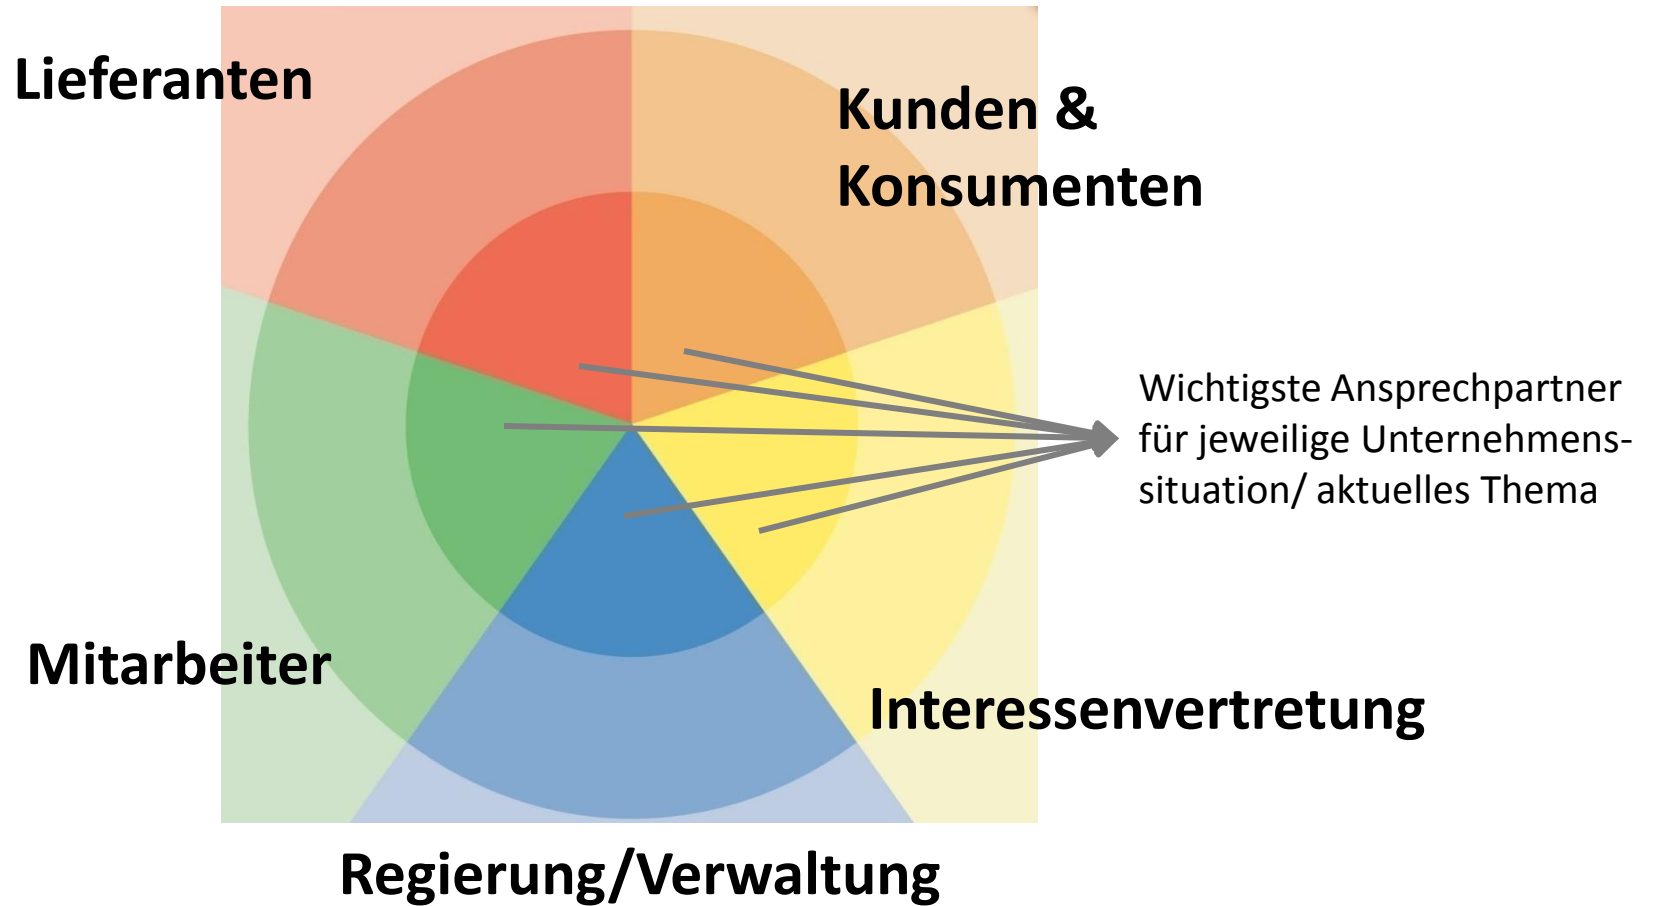 Lieferanten
Kunden &
Konsumenten
Wichtigste Ansprechpartner
für jeweilige Unternehmens-
situation/ aktuelles Thema
Mitarbeiter
Interessenvertretung
Regierung/Verwaltung